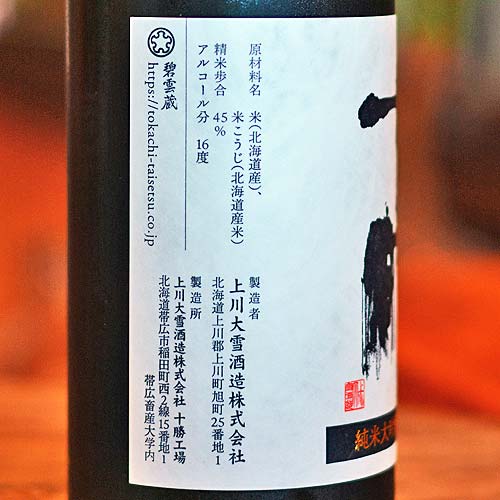 原材料名　米(北海道産)、
米こうじ(北海道産米)
精米歩合　45%
アルコール分　16度
碧雲蔵
https://tokachi-taisetsu.co.jp
製造者
上川大雪酒造株式会社
北海道上川郡上川町旭町25番地1
製造所
上川大雪酒造株式会社 十勝工場
北海道帯広市稲田町西2線15番地1
帯広畜産大学内
純米大